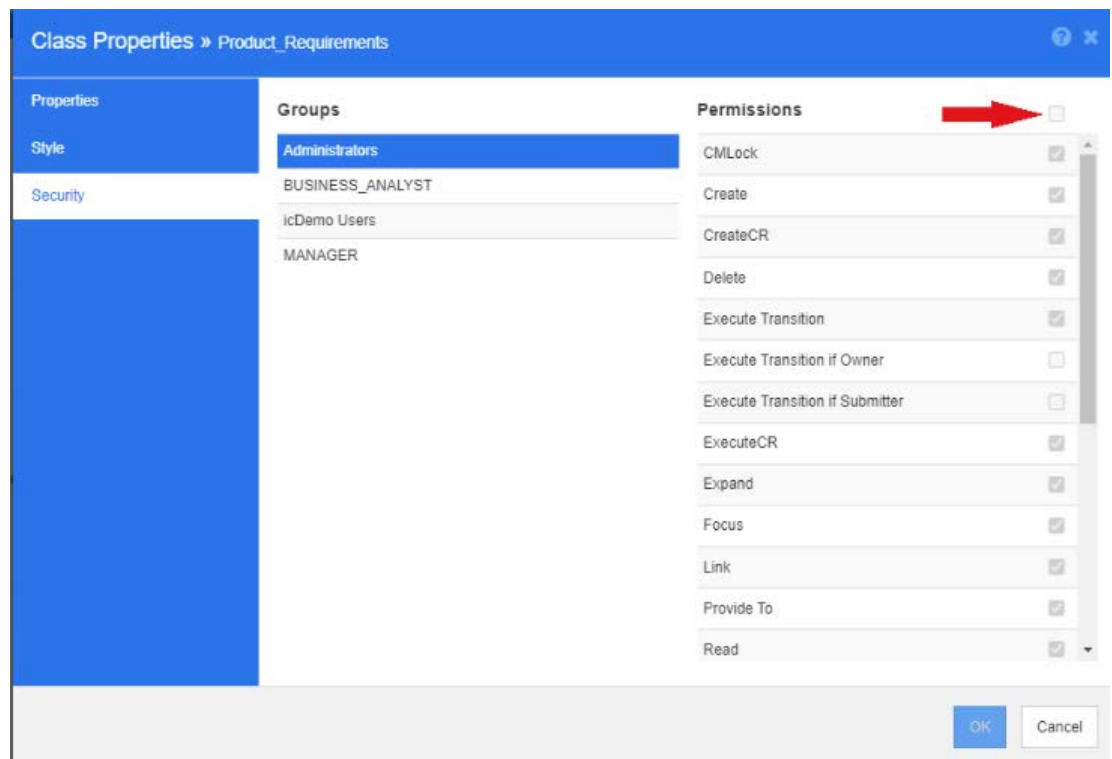 Class Properties » Product_Requirements
Properties
Style
Security
Groups
Administrators
BUSINESS_ANALYST
icDemo Users
MANAGER
Permissions
CMLock
Create
CreateCR
Delete
Execute Transition
Execute Transition if Owner
Execute Transition if Submitter
ExecuteCR
Expand
Focus
Link
Provide To
Read
OK
Cancel